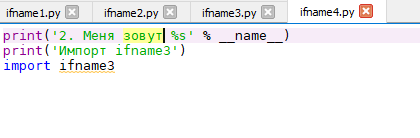 ifname1.py ifname2.py ifname3.py ifname4.py
print('2. Меня зовут %s' % __name__)
print('Импорт ifname3')
import ifname3